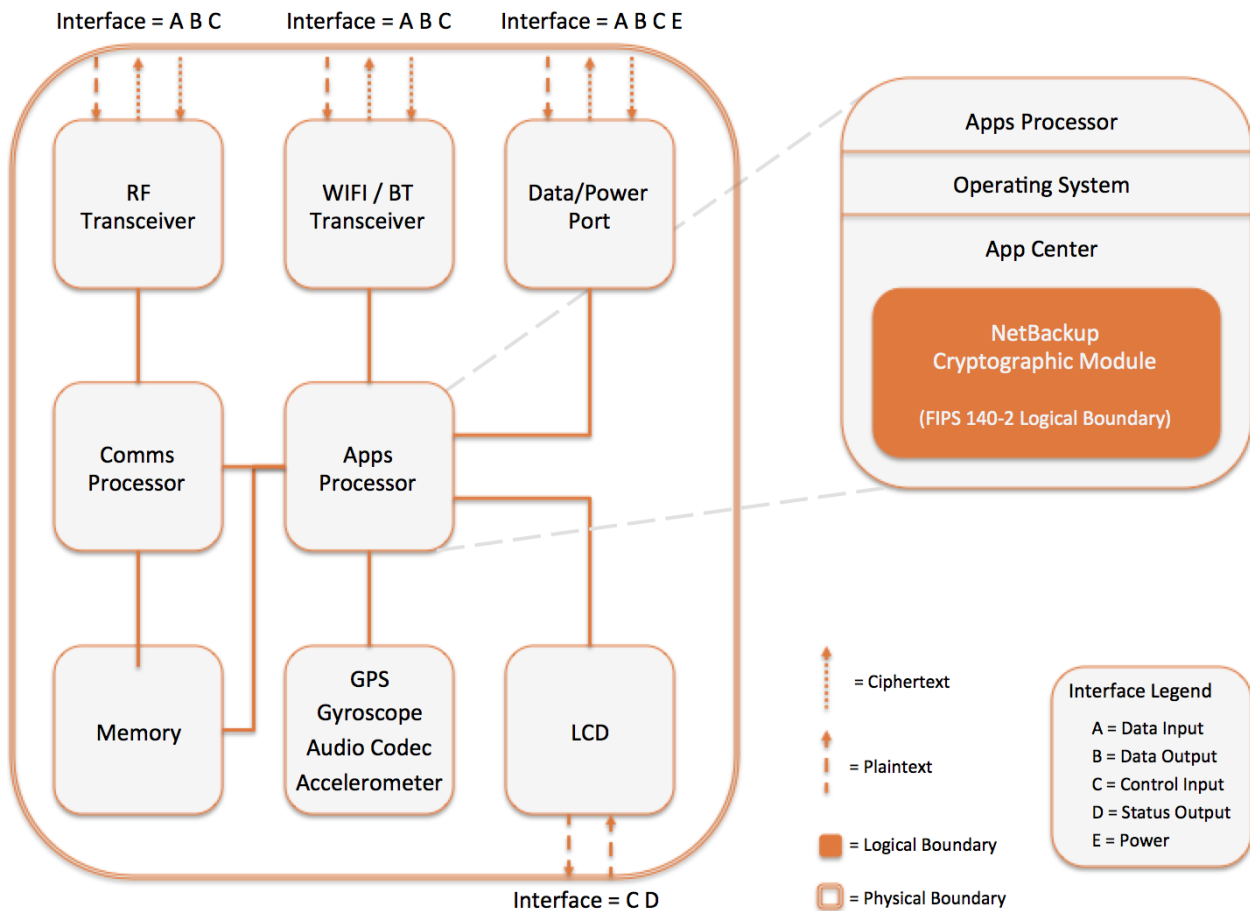 Interface = A B C
Interface = A B C
Interface = A B C E
RF
Transceiver
WIFI / BT
Transceiver
Data/Power
Port
Comms
Processor
Apps
Processor
Memory
GPS
Gyroscope
Audio Codec
Accelerometer
LCD
Interface = C D
Apps Processor
Operating System
App Center
NetBackup
Cryptographic Module
(FIPS 140-2 Logical Boundary)
= Ciphertext
= Plaintext
= Logical Boundary
= Physical Boundary
Interface Legend
A = Data Input
B = Data Output
C = Control Input
D = Status Output
E = Power